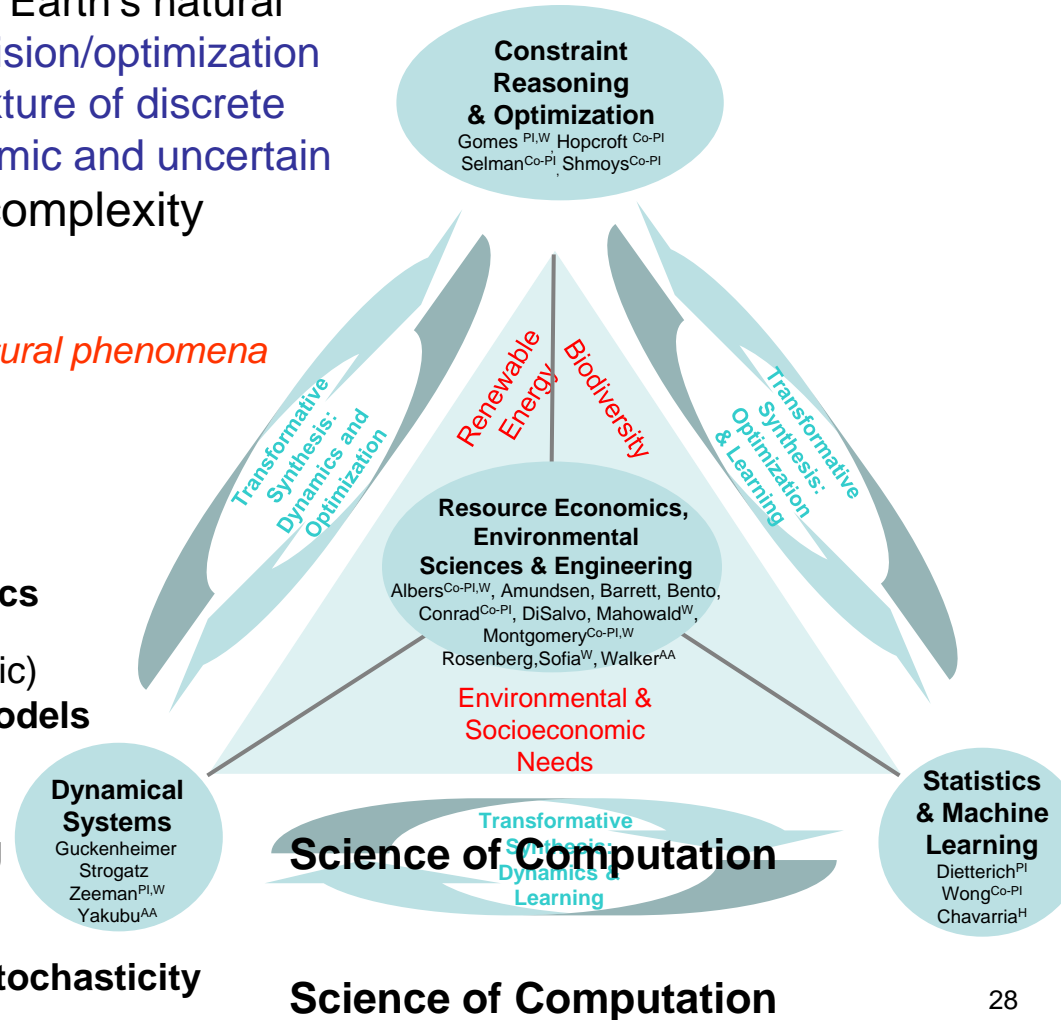 Earth's natural
ision/optimization
xture of discrete
mic and uncertain
complexity
tural phenomena
cs
ic)
odels
g
tochasticity
Constraint
Reasoning
& Optimization
Gomes PI,W, Hopcroft Co-PI
SelmanCo-PI, ShmoysCo-PI
Transformative
Synthesis:
Dynamics and
Optimization
Renewable
Energy
Biodiversity
Transformative
Synthesis:
Optimization
& Learning
Resource Economics,
Environmental
Sciences & Engineering
AlbersCo-PI,W, Amundsen, Barrett, Bento,
ConradCo-PI, DiSalvo, MahowaldW,
MontgomeryCo-PI,W
Rosenberg,SofiaW, WalkerAA
Environmental &
Socioeconomic
Needs
Dynamical
Systems
Guckenheimer
Strogatz
ZeemanPI,W
YakubuAA
Transformative
Synthesis:
Dynamics &
Learning
Science of Computation
Statistics
& Machine
Learning
DietterichPI
WongCo-PI
ChavarriaH
Science of Computation
28